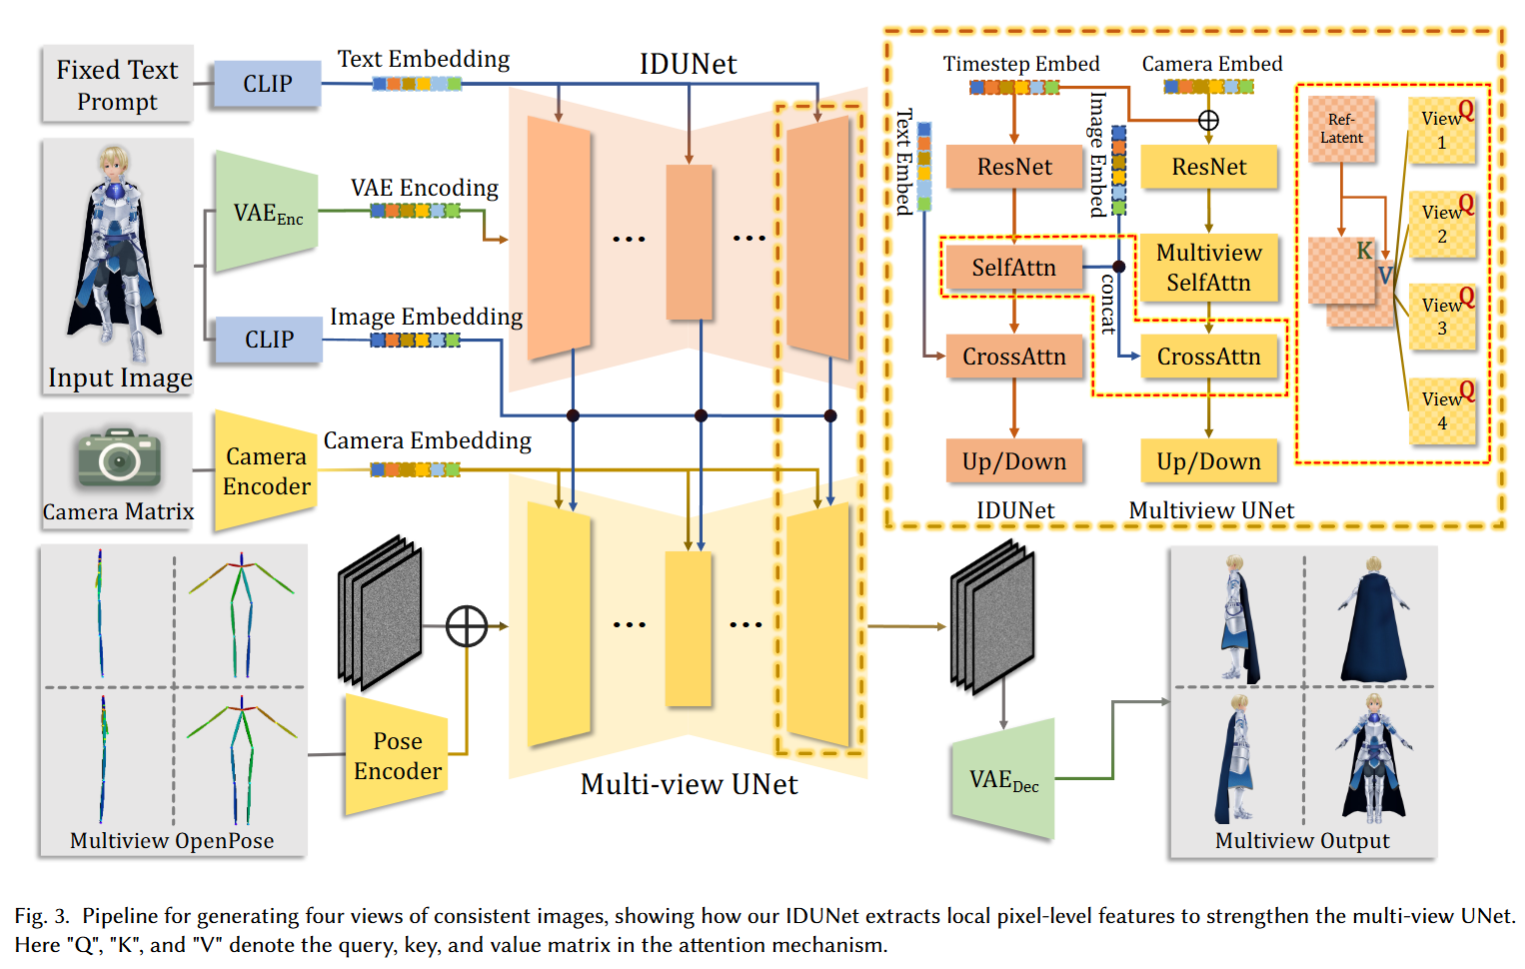 Fixed Text
Prompt
CLIP
Text Embedding
IDUNet
VAEEnc
VAE Encoding
CLIP
Image Embedding
Input Image
Camera
Encoder
Camera Embedding
Camera Matrix
Pose
Encoder
Multiview OpenPose
Multi-view UNet
VAEDec
Multiview Output
Timestep Embed
Camera Embed
Text Embed
Image Embed
ResNet
ResNet
SelfAttn
Multiview
SelfAttn
concat
CrossAttn
CrossAttn
Up/Down
Up/Down
IDUNet
Multiview UNet
Ref-
Latent
K
V
View Q
1
View Q
2
View Q
3
View Q
4
Fig. 3. Pipeline for generating four views of consistent images, showing how our IDUNet extracts local pixel-level features to strengthen the multi-view UNet.
Here "Q", "K", and "V" denote the query, key, and value matrix in the attention mechanism.